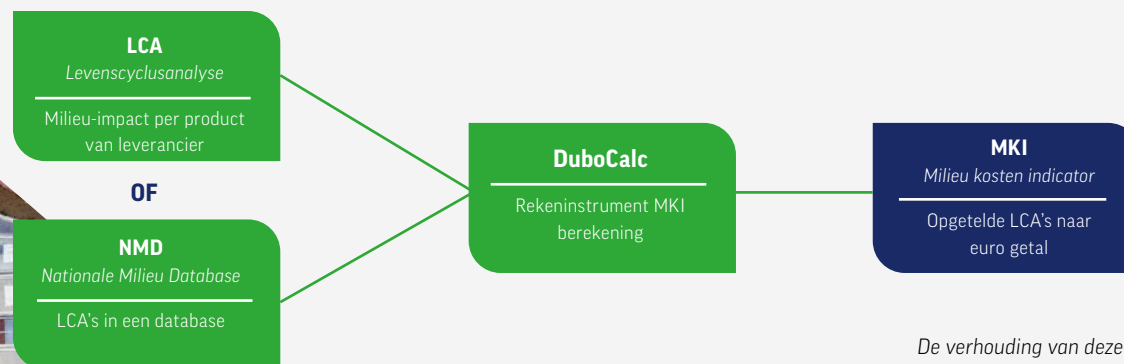 LCA
Levenscyclusanalyse
Milieu-impact per product
van leverancier
OF
NMD
Nationale Milieu Database
LCA's in een database
DuboCalc
Rekeninstrument MKI
berekening
MKI
Milieu kosten indicator
Opgetelde LCA's naar
euro getal
De verhouding van deze